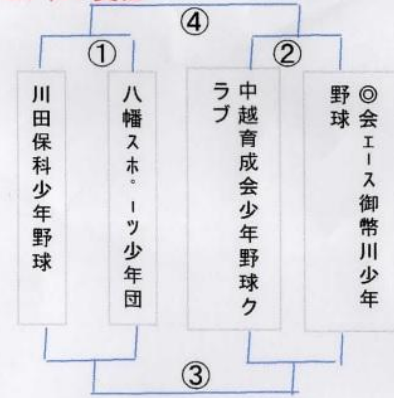 ④
①
②
川田保科少年野球
八幡スポーツ少年団
中越育成会少年野球ク
ラブ
◎会エース御幣川少年
野球
③